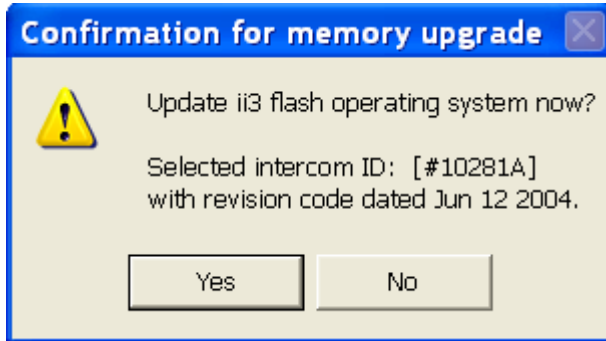 Confirmation for memory upgrade
Update ii3 flash operating system now?
Selected intercom ID:  [#10281A]
with revision code dated Jun 12 2004.
Yes
No